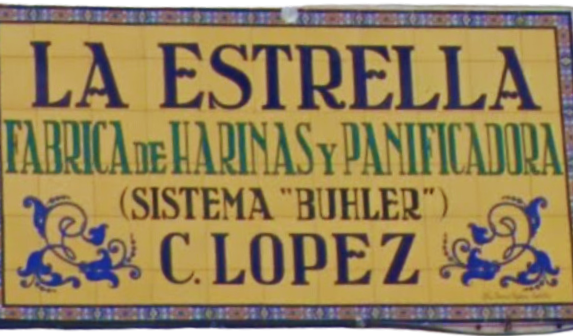 LA ESTRELLA
FABRICA DE HARINAS Y PANIFICADORA
(SISTEMA "BUHLER")
C. LOPEZ